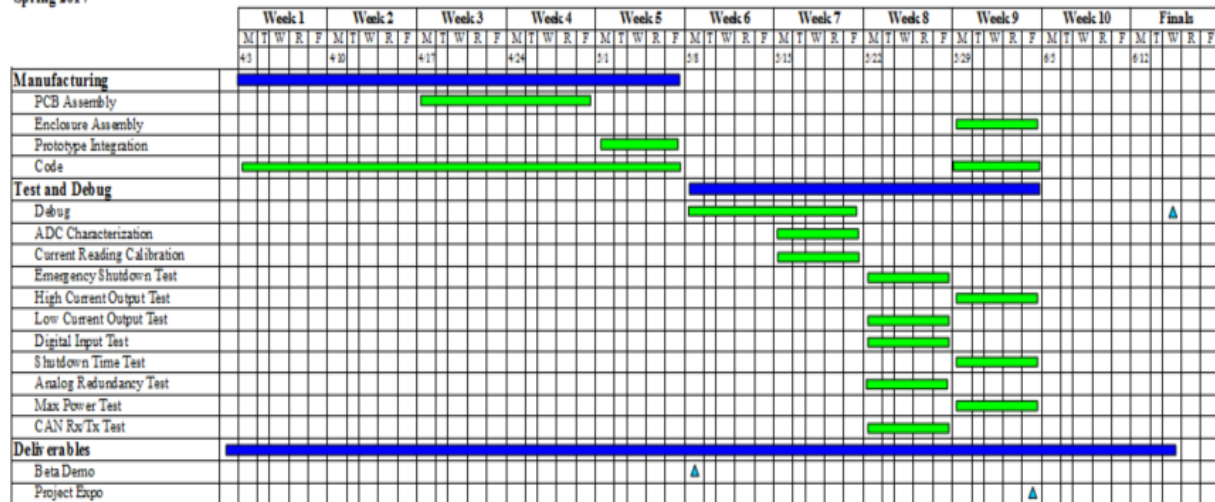 Spring 2017
Week 1 Week 2 Week 3 Week 4 Week 5 Week 6 Week 7 Week 8 Week 9 Week 10 Finals
M T W R F M T W R F M T W R F M T W R F M T W R F M T W R F M T W R F M T W R F M T W R F M T W R F M T W R F
4/3 4/10 4/17 4/24 5/1 5/8 5/15 5/22 5/29 6/5 6/12
Manufacturing
PCB Assembly
Enclosure Assembly
Prototype Integration
Code
Test and Debug
Debug
ADC Characterization
Current Reading Calibration
Emergency Shutdown Test
High Current Output Test
Low Current Output Test
Digital Input Test
Shutdown Time Test
Analog Redundancy Test
Max Power Test
CAN Rx/Tx Test
Deliverables
Beta Demo
Project Expo